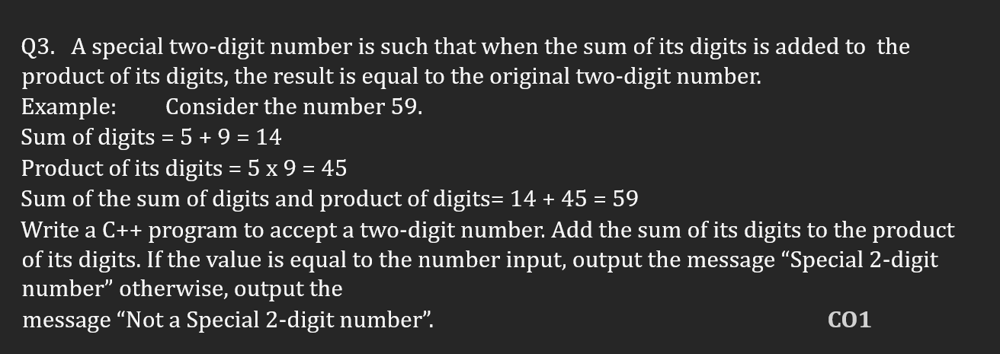 Q3. A special two-digit number is such that when the sum of its digits is added to the
product of its digits, the result is equal to the original two-digit number.
Example: Consider the number 59.
Sum of digits = 5 + 9 = 14
Product of its digits = 5 x 9 = 45
Sum of the sum of digits and product of digits= 14 + 45 = 59
Write a C++ program to accept a two-digit number. Add the sum of its digits to the product
of its digits. If the value is equal to the number input, output the message “Special 2-digit
number” otherwise, output the
message “Not a Special 2-digit number”. CO1